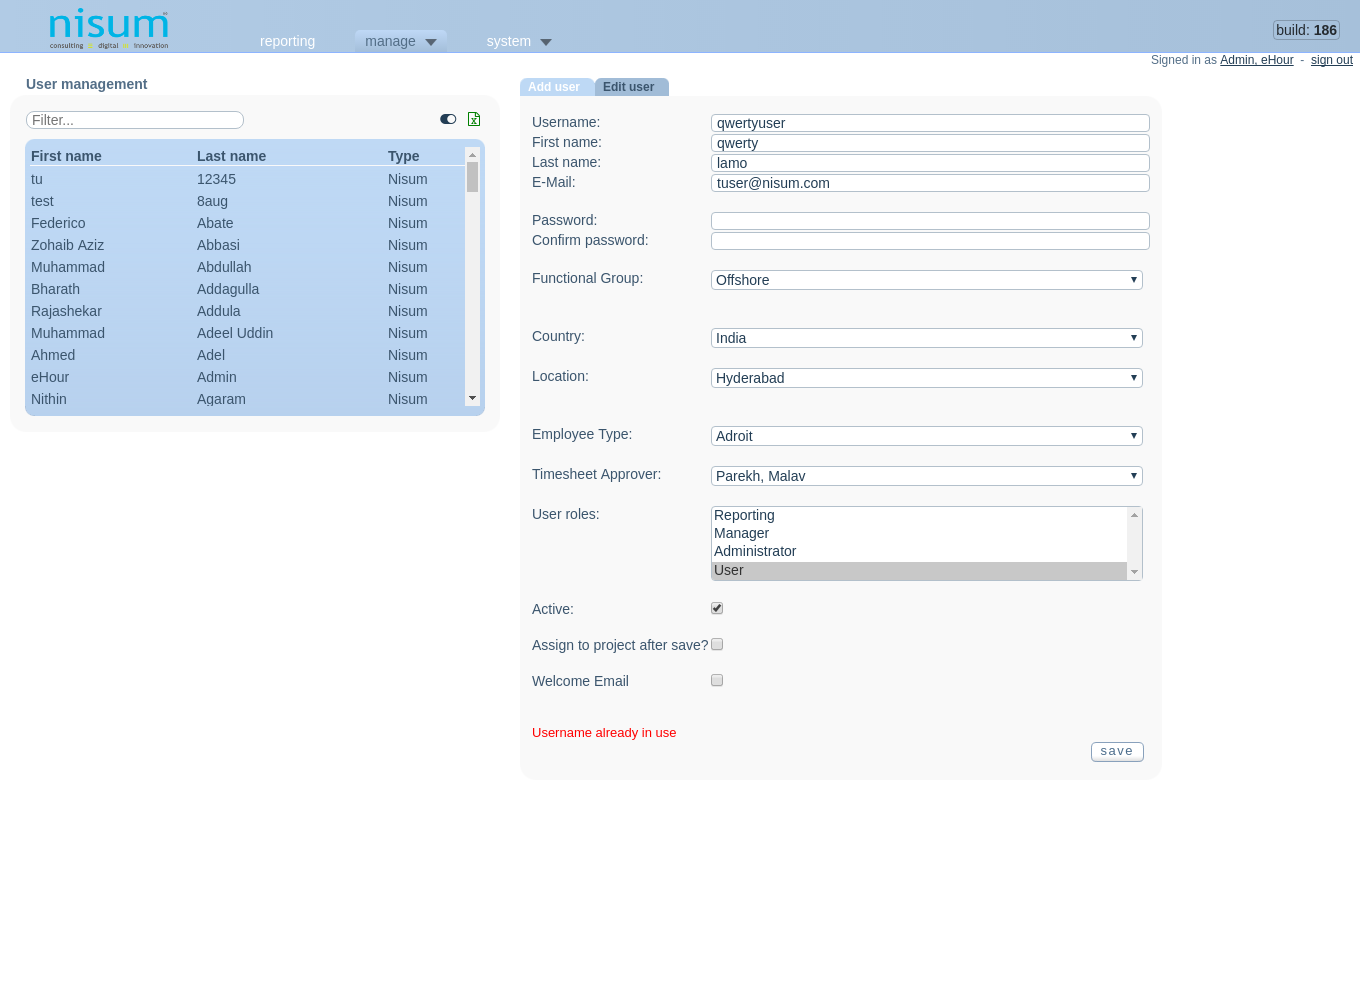 nisum
consulting digital innovation
reporting manage system
build: 186
Signed in as Admin, eHour - sign out
User management
Filter...
First name Last name Type
tu 12345 Nisum
test 8aug Nisum
Federico Abate Nisum
Zohaib Aziz Abbasi Nisum
Muhammad Abdullah Nisum
Bharath Addagulla Nisum
Rajashekar Addula Nisum
Muhammad Adeel Uddin Nisum
Ahmed Adel Nisum
eHour Admin Nisum
Nithin Agaram Nisum
Add user Edit user
Username: qwertyuser
First name: qwerty
Last name: lamo
E-Mail: tuser@nisum.com
Password:
Confirm password:
Functional Group: Offshore
Country: India
Location: Hyderabad
Employee Type: Adroit
Timesheet Approver: Parekh, Malav
User roles: Reporting
Manager
Administrator
User
Active:
Assign to project after save?
Welcome Email
Username already in use
save